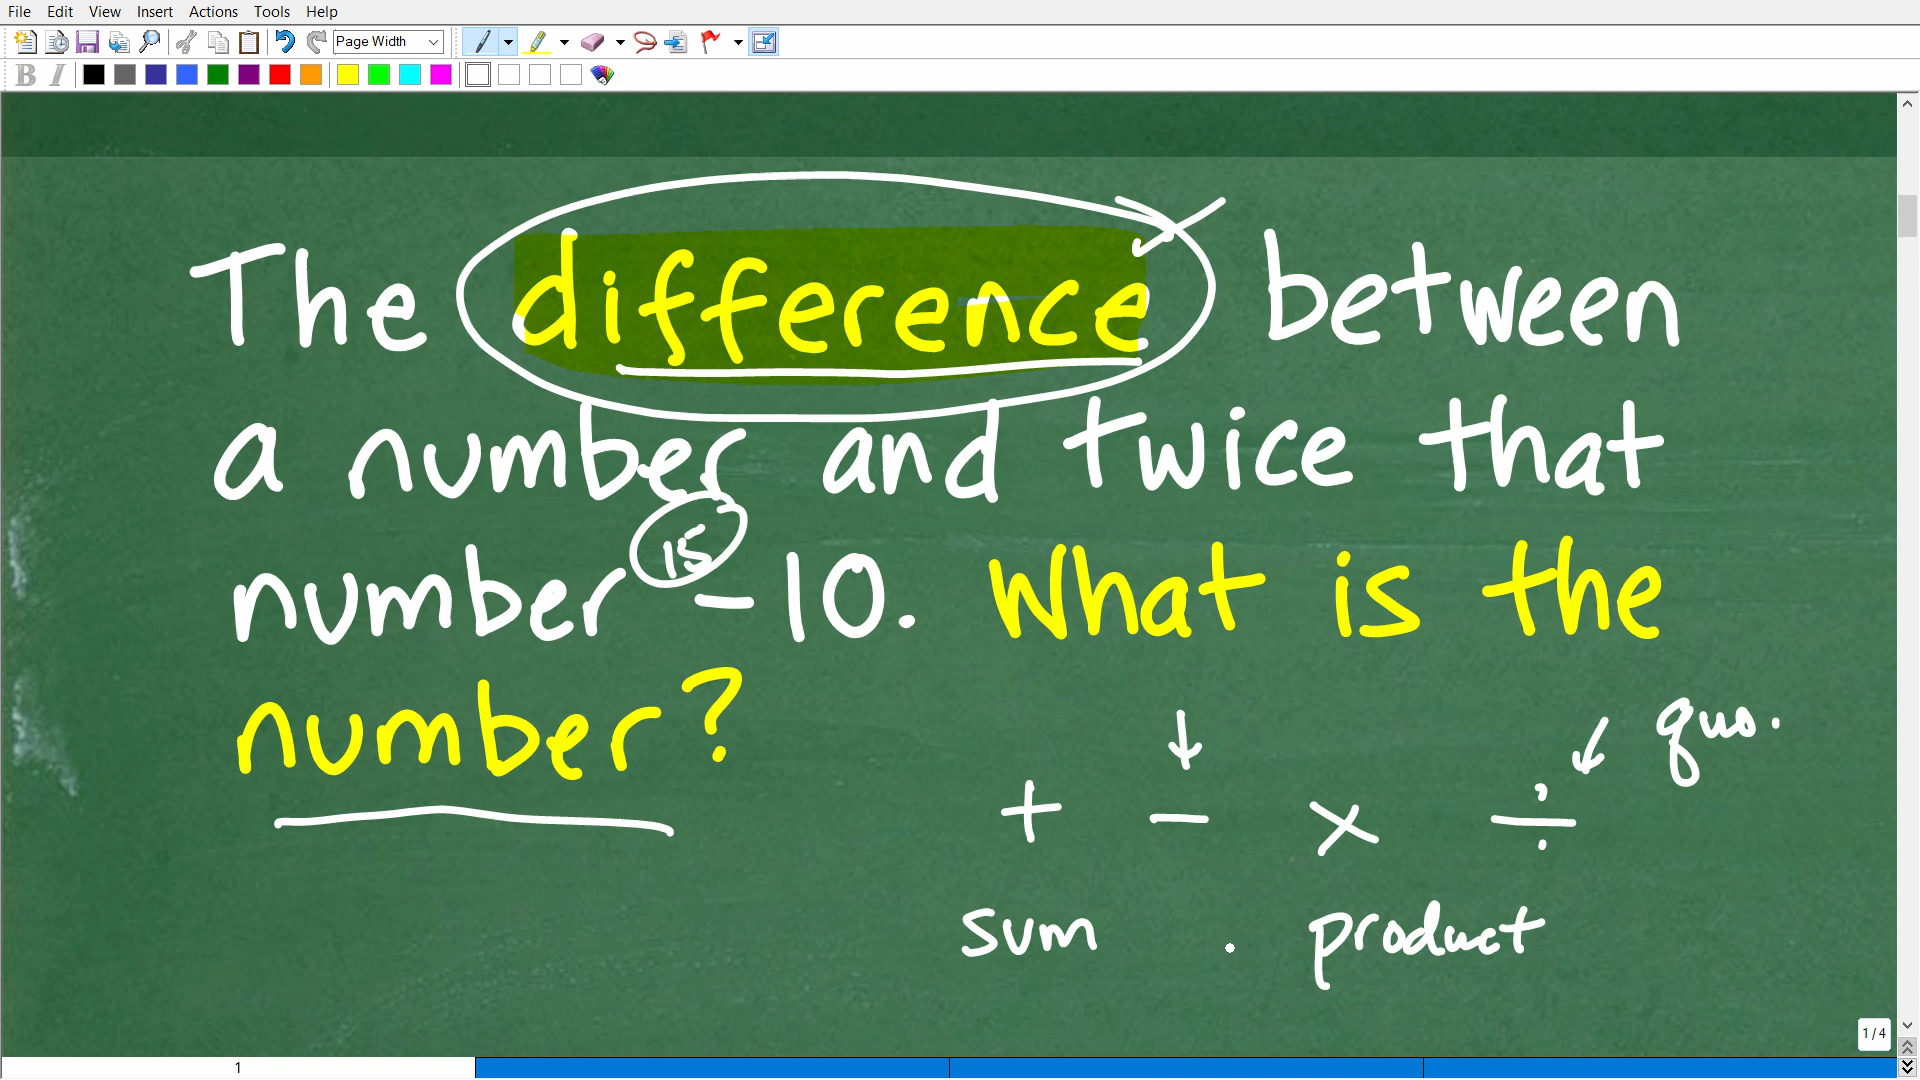 File Edit View Insert Actions Tools Help
Page Width
B I
The difference between
a number and twice that
number is -10. What is the
number?
quo.
+ − × ÷
sum . product
1 / 4
1